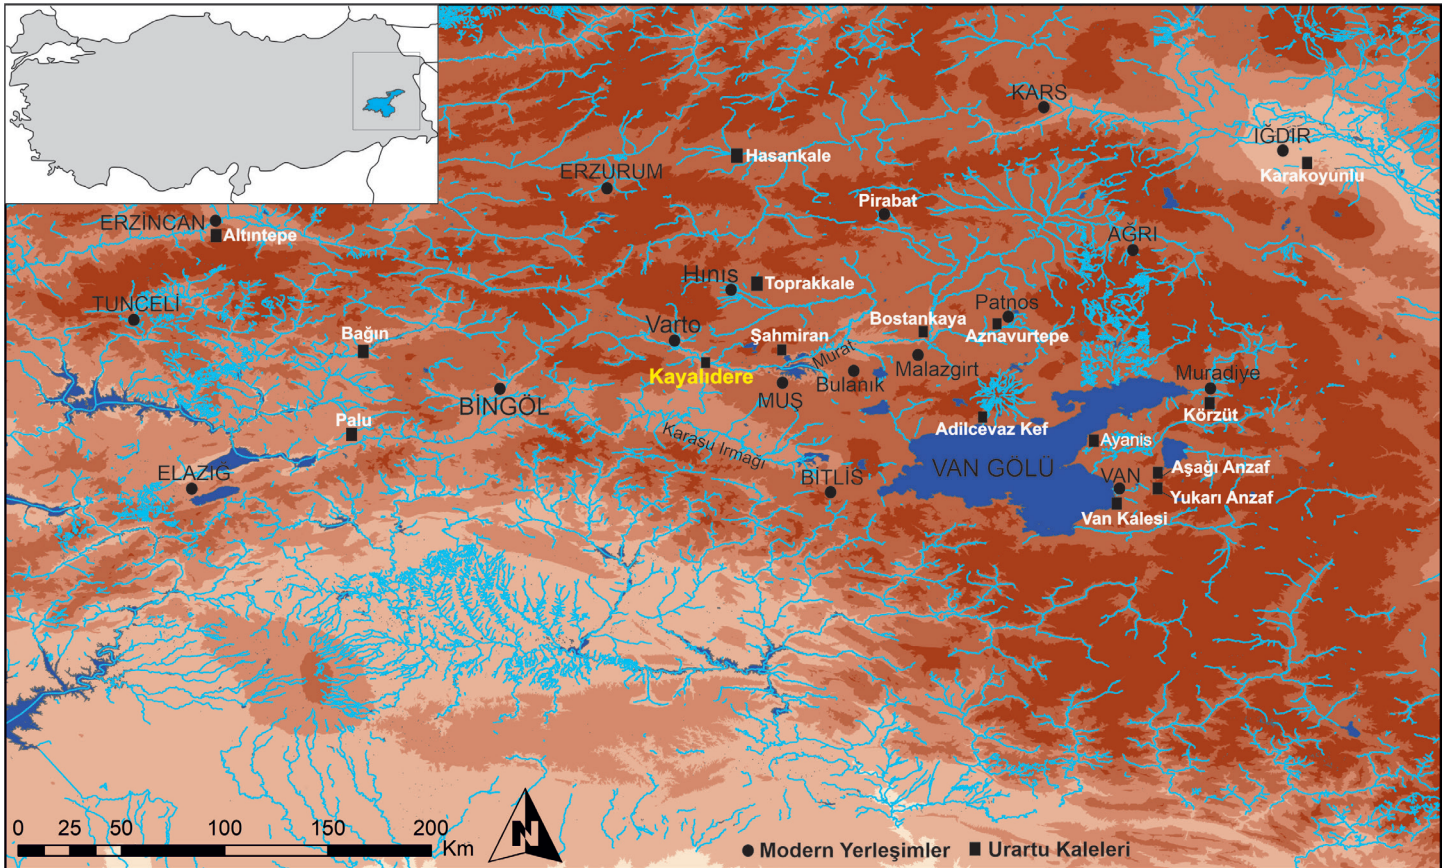 KARS
IĞDIR
Hasankale
Karakoyunlu
ERZURUM
Pirabat
ERZİNCAN
Altıntepe
AĞRI
Hınıs
Toprakkale
TUNCELİ
Patnos
Bağın
Varto
Şahmiran
Bostankaya
Aznavurtepe
Murat
Malazgirt
Kayalıdere
Bulanık
Muradiye
BİNGÖL
MUŞ
Körzüt
Palu
Adilcevaz Kef
Karasu Irmağı
Ayanis
ELAZIĞ
BİTLİS
VAN GÖLÜ
VAN
Aşağı Anzaf
Yukarı Anzaf
Van Kalesi
0 25 50 100 150 200
Km
N
Modern Yerleşimler
Urartu Kaleleri